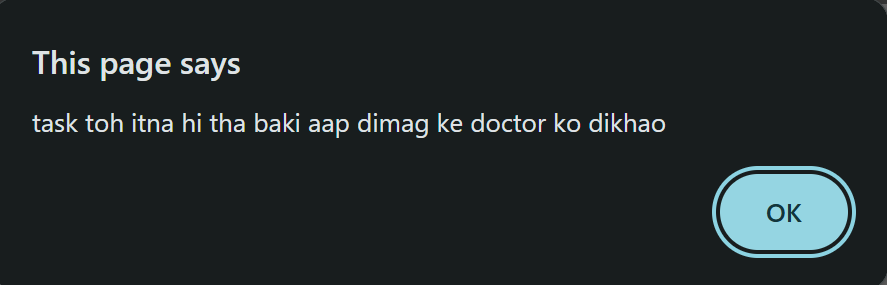 This page says
task toh itna hi tha baki aap dimag ke doctor ko dikhao
OK